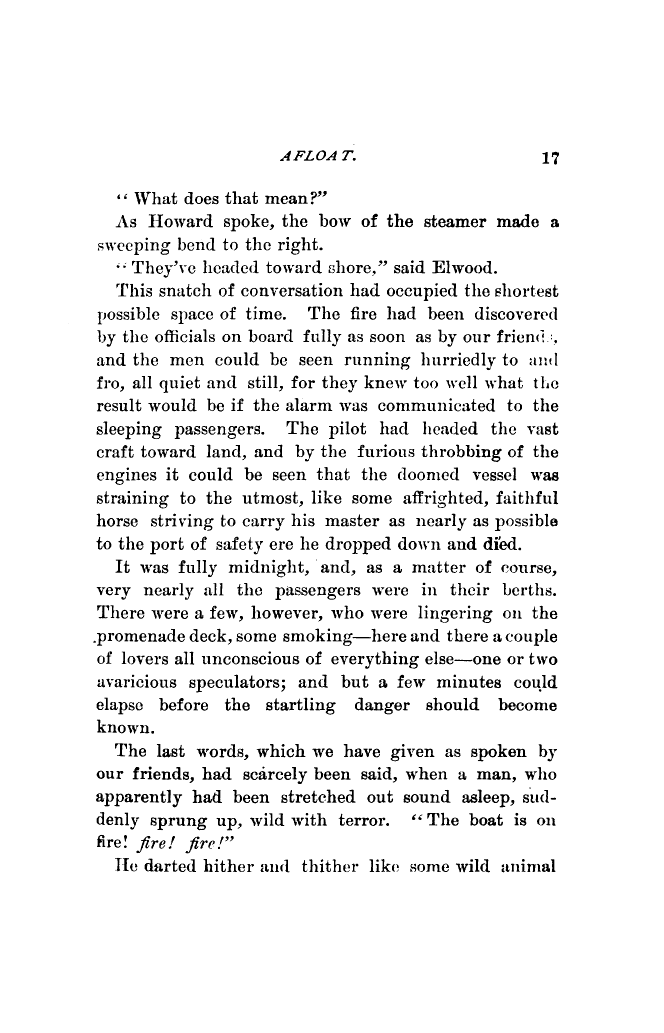 AFLOAT. 17
"What does that mean?"
As Howard spoke, the bow of the steamer made a
sweeping bend to the right.
"They've headed toward shore," said Elwood.
This snatch of conversation had occupied the shortest
possible space of time. The fire had been discovered
by the officials on board fully as soon as by our friends,
and the men could be seen running hurriedly to and
fro, all quiet and still, for they knew too well what the
result would be if the alarm was communicated to the
sleeping passengers. The pilot had headed the vast
craft toward land, and by the furious throbbing of the
engines it could be seen that the doomed vessel was
straining to the utmost, like some affrighted, faithful
horse striving to carry his master as nearly as possible
to the port of safety ere he dropped down and died.
It was fully midnight, and, as a matter of course,
very nearly all the passengers were in their berths.
There were a few, however, who were lingering on the
promenade deck, some smoking—here and there a couple
of lovers all unconscious of everything else—one or two
avaricious speculators; and but a few minutes could
elapse before the startling danger should become
known.
The last words, which we have given as spoken by
our friends, had scarcely been said, when a man, who
apparently had been stretched out sound asleep, sud-
denly sprung up, wild with terror. "The boat is on
fire! fire! fire!"
He darted hither and thither like some wild animal